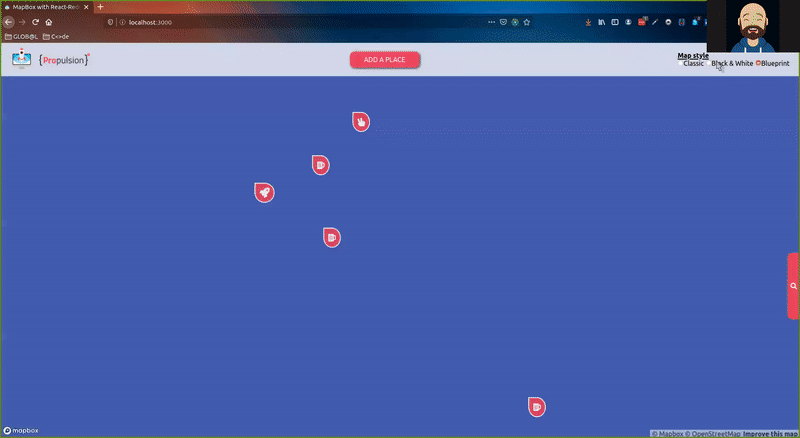 MapBox with React-Red
localhost:3000
GLOB@L
C++de
{Propulsion}
ADD A PLACE
Map style
Classic Black & White Blueprint
mapbox
© Mapbox © OpenStreetMap Improve this map